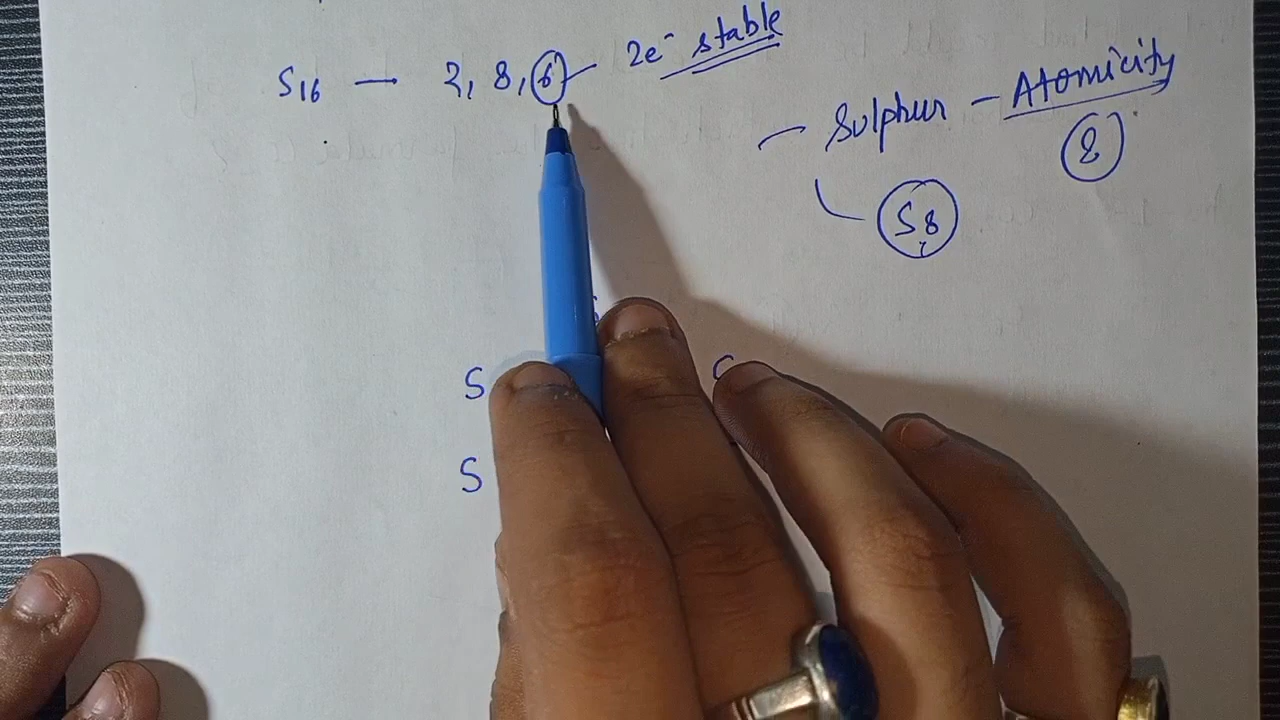 S16 → 2, 8, 6 - 2e⁻ stable
Sulphur - Atomicity
8
S8
S
S